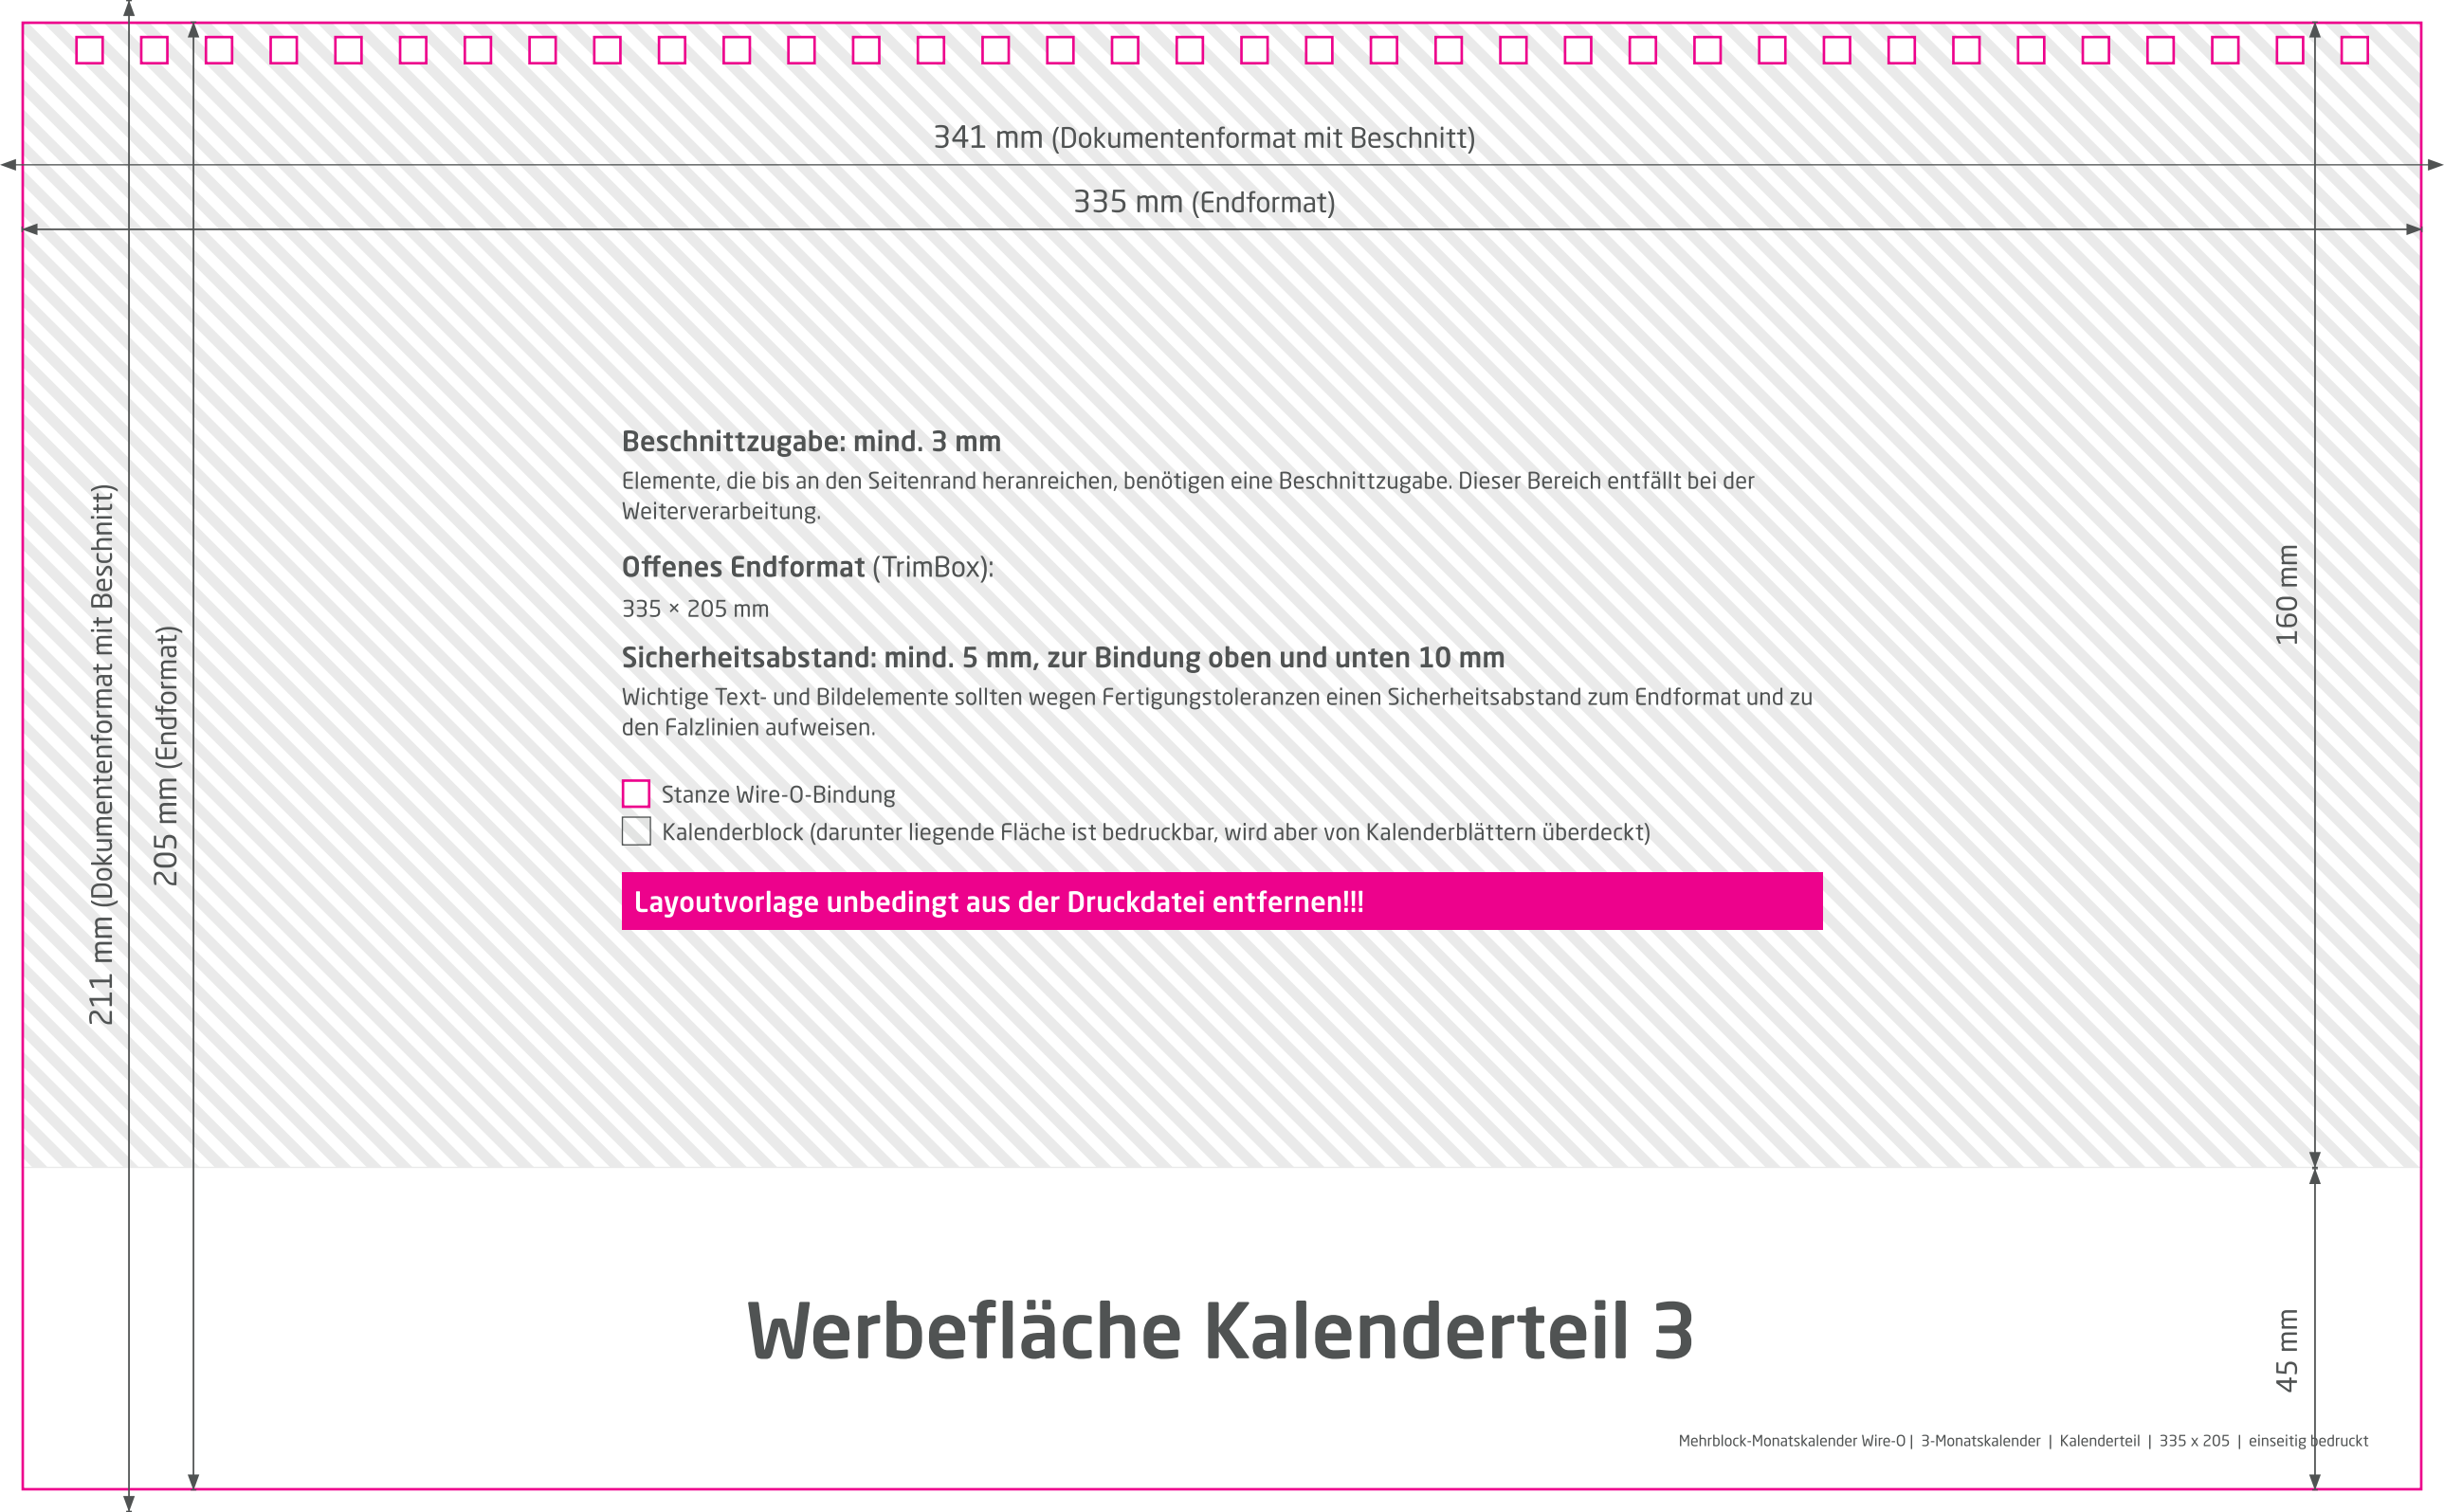 341 mm (Dokumentenformat mit Beschnitt)
335 mm (Endformat)
211 mm (Dokumentenformat mit Beschnitt)
205 mm (Endformat)
Beschnittzugabe: mind. 3 mm
Elemente, die bis an den Seitenrand heranreichen, benötigen eine Beschnittzugabe. Dieser Bereich entfällt bei der
Weiterverarbeitung.
Offenes Endformat (TrimBox):
335 × 205 mm
Sicherheitsabstand: mind. 5 mm, zur Bindung oben und unten 10 mm
Wichtige Text- und Bildelemente sollten wegen Fertigungstoleranzen einen Sicherheitsabstand zum Endformat und zu
den Falzlinien aufweisen.
Stanze Wire-O-Bindung
Kalenderblock (darunter liegende Fläche ist bedruckbar, wird aber von Kalenderblättern überdeckt)
Layoutvorlage unbedingt aus der Druckdatei entfernen!!!
160 mm
Werbefläche Kalenderteil 3
45 mm
Mehrblock-Monatskalender Wire-O | 3-Monatskalender | Kalenderteil | 335 x 205 | einseitig bedruckt